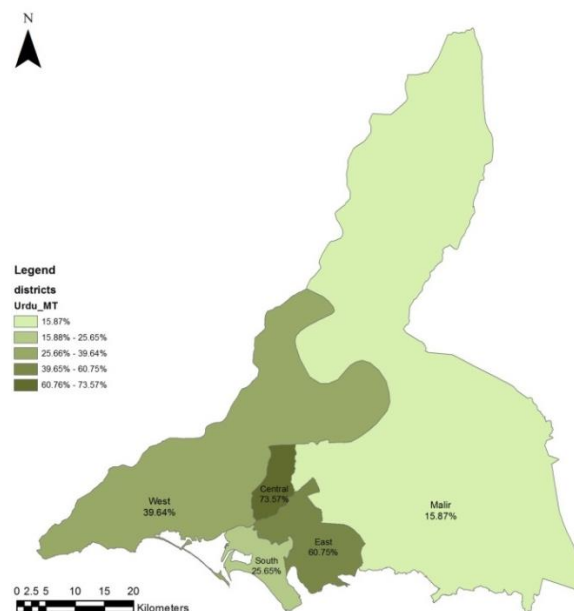 N
Legend
districts
Urdu_MT
15.87%
15.88% - 25.65%
25.66% - 39.64%
39.65% - 60.75%
60.76% - 73.57%
West
39.64%
Central
73.57%
Malir
15.87%
East
60.75%
South
25.65%
0 2.5 5 10 15 20
Kilometers